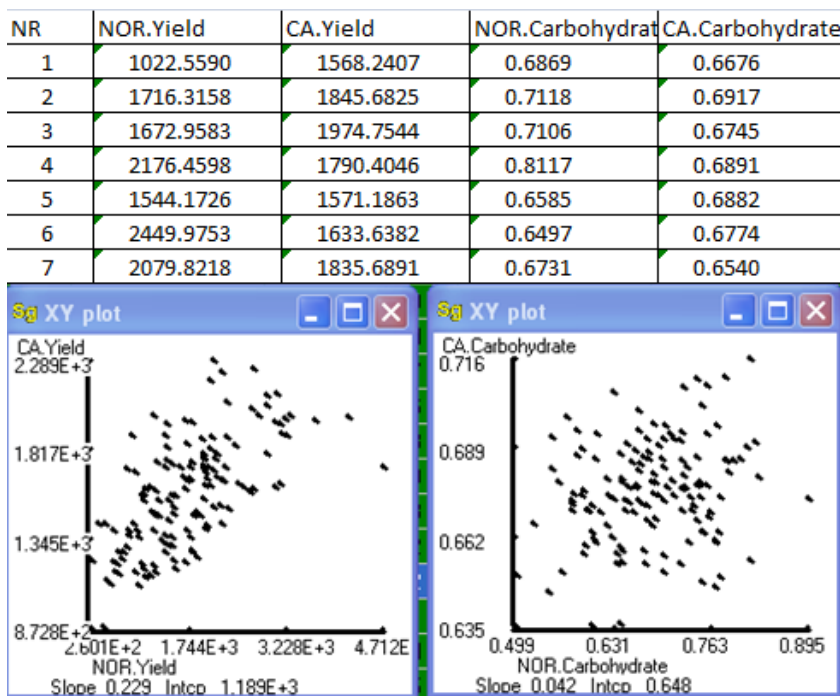 NR NOR.Yield CA.Yield NOR.Carbohydrat CA.Carbohydrate
1 1022.5590 1568.2407 0.6869 0.6676
2 1716.3158 1845.6825 0.7118 0.6917
3 1672.9583 1974.7544 0.7106 0.6745
4 2176.4598 1790.4046 0.8117 0.6891
5 1544.1726 1571.1863 0.6585 0.6882
6 2449.9753 1633.6382 0.6497 0.6774
7 2079.8218 1835.6891 0.6731 0.6540
Sg XY plot
CA.Yield
2.289E+3
1.817E+3
1.345E+3
8.728E+2
2.601E+2 1.744E+3 3.228E+3 4.712E
NOR.Yield
Slope 0.229 Intcp 1.189E+3
Sg XY plot
CA.Carbohydrate
0.716
0.689
0.662
0.635
0.499 0.631 0.763 0.895
NOR.Carbohydrate
Slope 0.042 Intcp 0.648